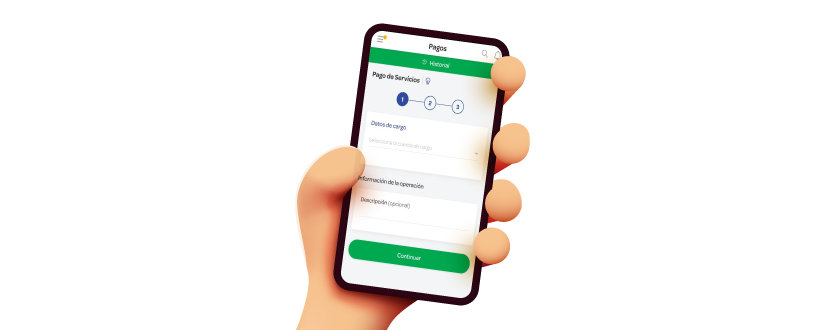 Pagos
Historial
Pago de Servicios
1 2 3
Datos de cargo
Selecciona la cuenta de cargo
Información de la operación
Descripción (opcional)
Continuar